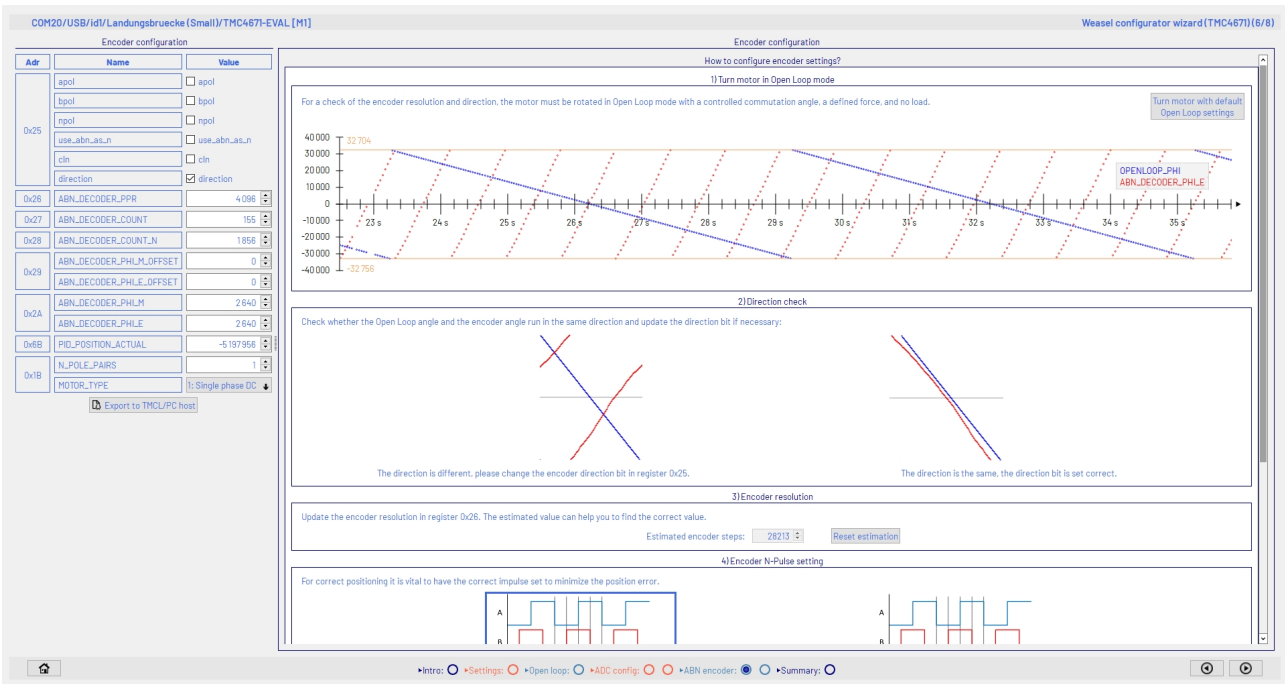 COM20/USB/id1/Landungsbruecke (Small)/TMC4671-EVAL [M1]
Weasel configurator wizard (TMC4671) (6/8)
Encoder configuration
Adr Name Value
0x25
apol apol
bpol bpol
npol npol
use_abn_as_n use_abn_as_n
cln cln
direction direction
0x26 ABN_DECODER_PPR 4 096
0x27 ABN_DECODER_COUNT 155
0x28 ABN_DECODER_COUNT_N 1 856
0x29
ABN_DECODER_PHI_M_OFFSET 0
ABN_DECODER_PHI_E_OFFSET 0
0x2A
ABN_DECODER_PHI_M 2 640
ABN_DECODER_PHI_E 2 640
0x6B PID_POSITION_ACTUAL -5 197 956
0x1B
N_POLE_PAIRS 1
MOTOR_TYPE 1: Single phase DC
Export to TMCL/PC host
Encoder configuration
How to configure encoder settings?
1) Turn motor in Open Loop mode
For a check of the encoder resolution and direction, the motor must be rotated in Open Loop mode with a controlled commutation angle, a defined force, and no load.
Turn motor with default
Open Loop settings
40 000
32 704
30 000
20 000
10 000
0
-10 000
-20 000
-30 000
-40 000
-32 756
23 s 24 s 25 s 26 s 27 s 28 s 29 s 30 s 31 s 32 s 33 s 34 s 35 s
OPENLOOP_PHI
ABN_DECODER_PHI_E
2) Direction check
Check whether the Open Loop angle and the encoder angle run in the same direction and update the direction bit if necessary:
The direction is different, please change the encoder direction bit in register 0x25.
The direction is the same, the direction bit is set correct.
3) Encoder resolution
Update the encoder resolution in register 0x26. The estimated value can help you to find the correct value.
Estimated encoder steps: 28213 Reset estimation
4) Encoder N-Pulse setting
For correct positioning it is vital to have the correct impulse set to minimize the position error.
A A
B B
Intro: Settings: Open loop: ADC config: ABN encoder: Summary: